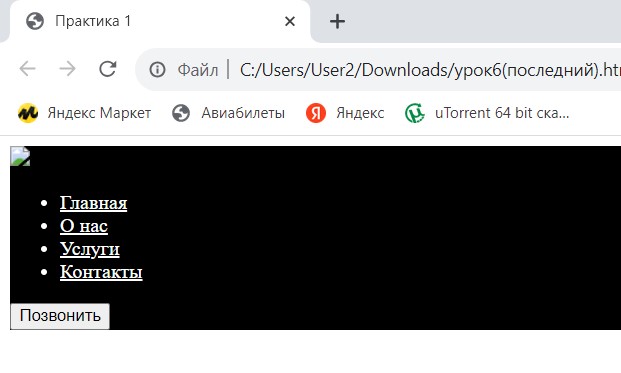 Практика 1
Файл C:/Users/User2/Downloads/урок6(последний).htm
Яндекс Маркет Авиабилеты Яндекс uTorrent 64 bit ска...
Главная
О нас
Услуги
Контакты
Позвонить